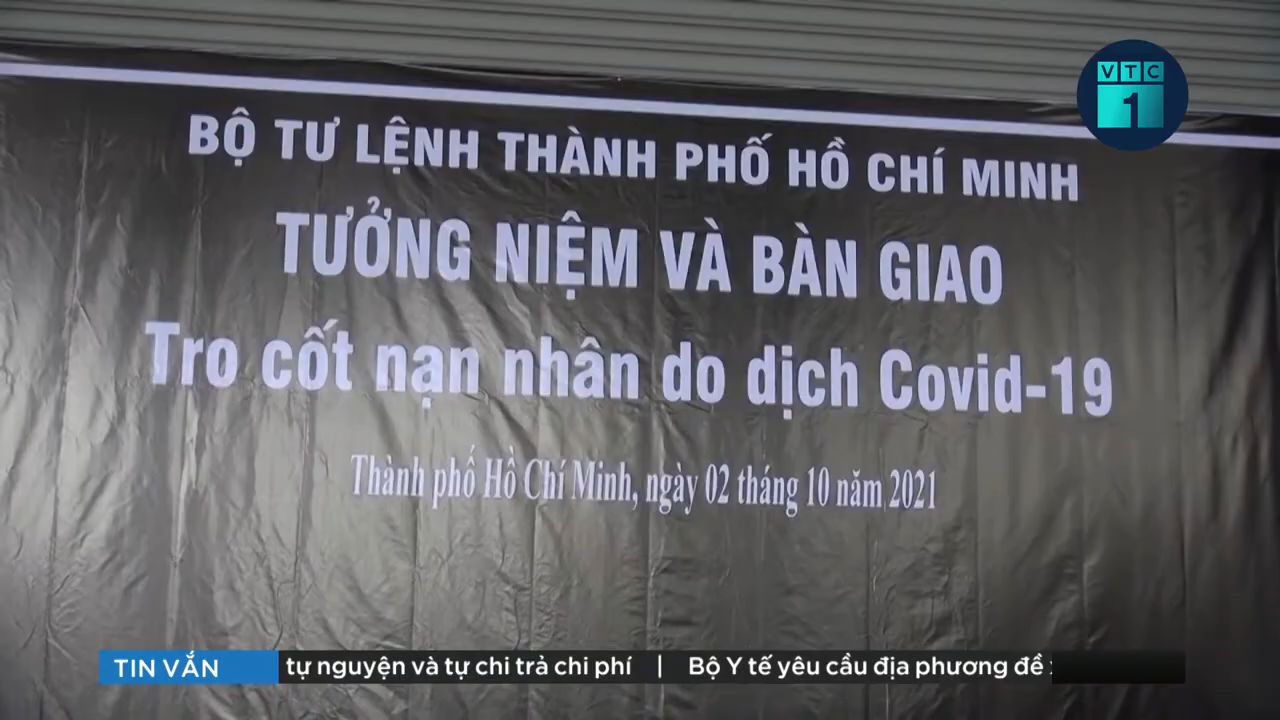 VTC
1
BỘ TƯ LỆNH THÀNH PHỐ HỒ CHÍ MINH
TƯỞNG NIỆM VÀ BÀN GIAO
Tro cốt nạn nhân do dịch Covid-19
Thành phố Hồ Chí Minh, ngày 02 tháng 10 năm 2021
TIN VẮN tự nguyện và tự chi trả chi phí | Bộ Y tế yêu cầu địa phương đề